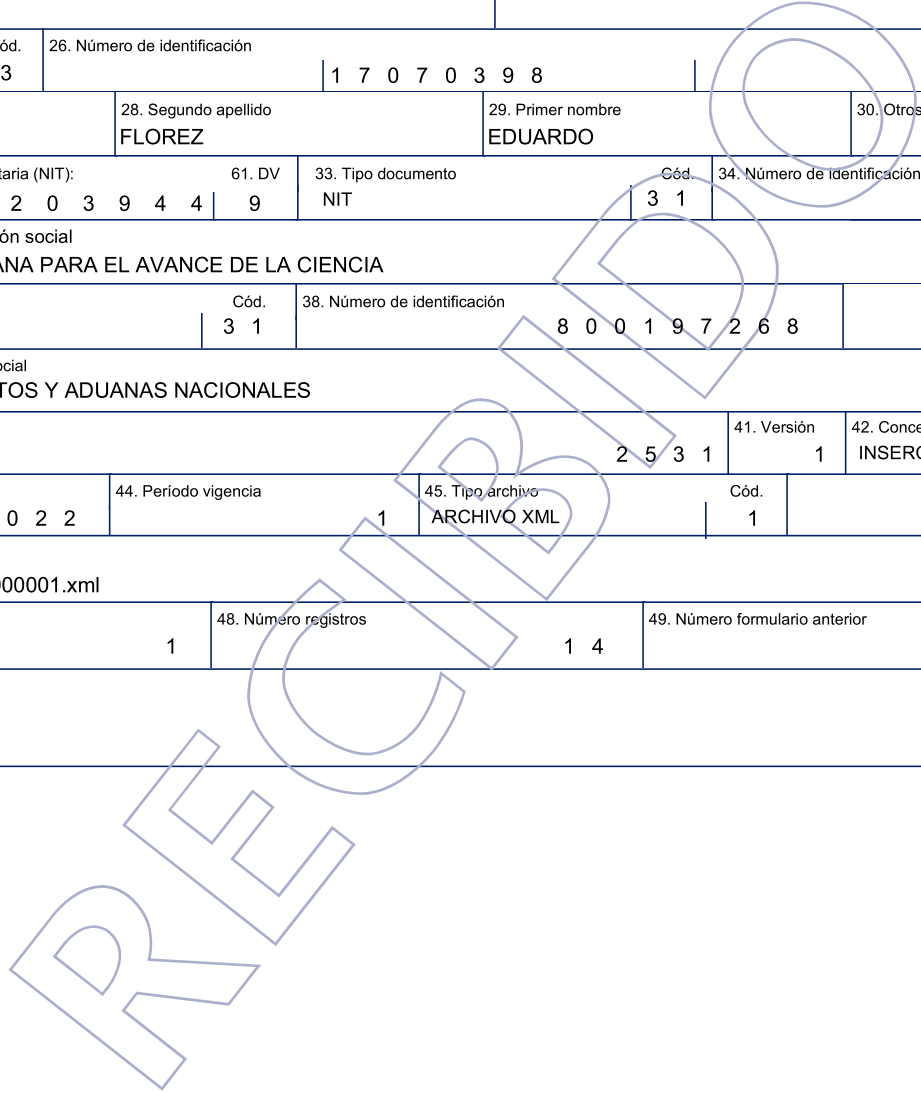 ód. 26. Número de identificación
3 1 7 0 7 0 3 9 8
28. Segundo apellido 29. Primer nombre 30. Otros
FLOREZ EDUARDO
taria (NIT): 61. DV 33. Tipo documento Cód. 34. Número de identificación
2 0 3 9 4 4 9 NIT 3 1
ón social
ANA PARA EL AVANCE DE LA CIENCIA
Cód. 38. Número de identificación
3 1 8 0 0 1 9 7 2 6 8
ocial
TOS Y ADUANAS NACIONALES
41. Versión 42. Conce
2 5 3 1 1 INSERC
44. Período vigencia 45. Tipo archivo Cód.
0 2 2 1 ARCHIVO XML 1
000001.xml
48. Número registros 49. Número formulario anterior
1 1 4
RECIBIDO